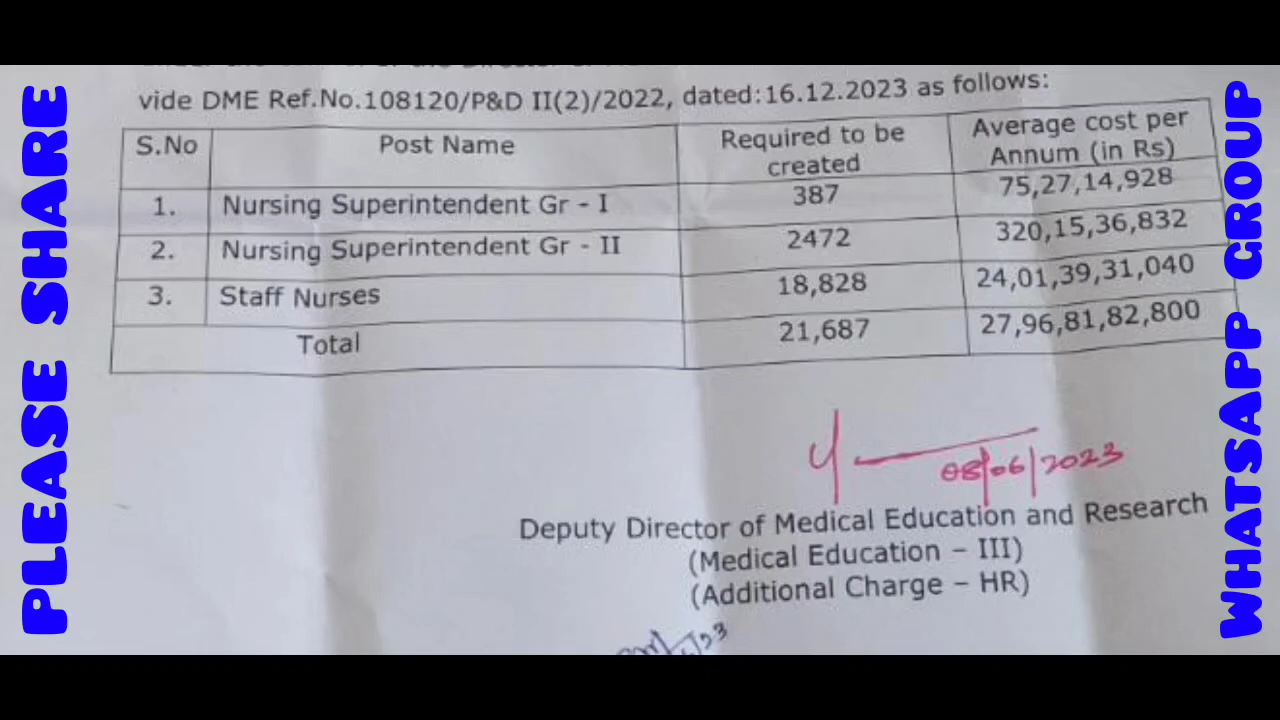 PLEASE SHARE
vide DME Ref.No.108120/P&D II(2)/2022, dated:16.12.2023 as follows:
S.No Post Name Required to be created Average cost per Annum (in Rs)
1. Nursing Superintendent Gr - I 387 75,27,14,928
2. Nursing Superintendent Gr - II 2472 320,15,36,832
3. Staff Nurses 18,828 24,01,39,31,040
Total 21,687 27,96,81,82,800
08/06/2023
Deputy Director of Medical Education and Research
(Medical Education – III)
(Additional Charge – HR)
WHATSAPP GROUP